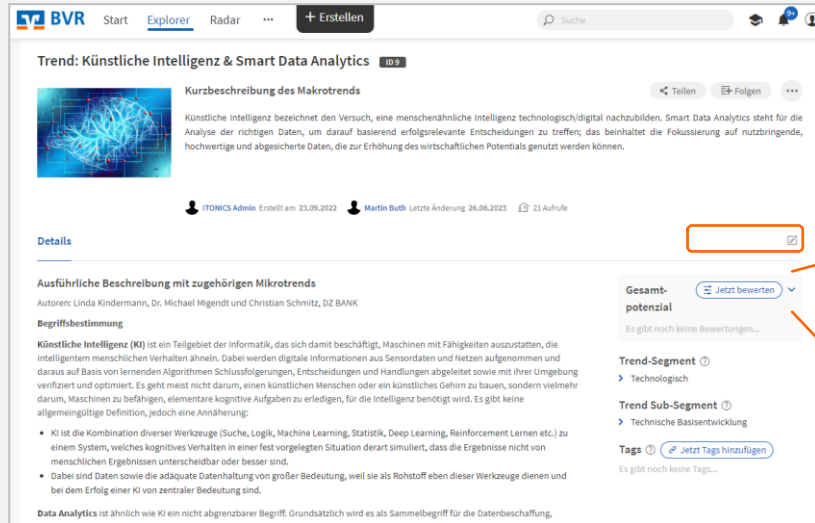 BVR Start Explorer Radar ... + Erstellen Suche 9+
Trend: Künstliche Intelligenz & Smart Data Analytics ID 9
Kurzbeschreibung des Makrotrends Teilen Folgen ...
Künstliche Intelligenz bezeichnet den Versuch, eine menschenähnliche Intelligenz technologisch/digital nachzubilden. Smart Data Analytics steht für die
Analyse der richtigen Daten, um darauf basierend erfolgsrelevante Entscheidungen zu treffen; das beinhaltet die Fokussierung auf nutzbringende,
hochwertige und abgesicherte Daten, die zur Erhöhung des wirtschaftlichen Potentials genutzt werden können.
ITONICS Admin Erstellt am 23.09.2022 Martin Buth Letzte Änderung 26.06.2023 21 Aufrufe
Details
Ausführliche Beschreibung mit zugehörigen Mikrotrends
Autoren: Linda Kindermann, Dr. Michael Migendt und Christian Schmitz, DZ BANK
Begriffsbestimmung
Künstliche Intelligenz (KI) ist ein Teilgebiet der Informatik, das sich damit beschäftigt, Maschinen mit Fähigkeiten auszustatten, die
intelligentem menschlichen Verhalten ähneln. Dabei werden digitale Informationen aus Sensordaten und Netzen aufgenommen und
daraus auf Basis von lernenden Algorithmen Schlussfolgerungen, Entscheidungen und Handlungen abgeleitet sowie mit ihrer Umgebung
verifiziert und optimiert. Es geht meist nicht darum, einen künstlichen Menschen oder ein künstliches Gehirn zu bauen, sondern vielmehr
darum, Maschinen zu befähigen, elementare kognitive Aufgaben zu erledigen, für die Intelligenz benötigt wird. Es gibt keine
allgemeingültige Definition, jedoch eine Annäherung:
• KI ist die Kombination diverser Werkzeuge (Suche, Logik, Machine Learning, Statistik, Deep Learning, Reinforcement Lernen etc.) zu
einem System, welches kognitives Verhalten in einer fest vorgelegten Situation derart simuliert, dass die Ergebnisse nicht von
menschlichen Ergebnissen unterscheidbar oder besser sind.
• Dabei sind Daten sowie die adäquate Datenhaltung von großer Bedeutung, weil sie als Rohstoff eben dieser Werkzeuge dienen und
bei dem Erfolg einer KI von zentraler Bedeutung sind.
Data Analytics ist ähnlich wie KI ein nicht abgrenzbarer Begriff. Grundsätzlich wird es als Sammelbegriff für die Datenbeschaffung,
Gesamt-
potenzial
Jetzt bewerten
Es gibt noch keine Bewertungen...
Trend-Segment
Technologisch
Trend Sub-Segment
Technische Basisentwicklung
Tags Jetzt Tags hinzufügen
Es gibt noch keine Tags...